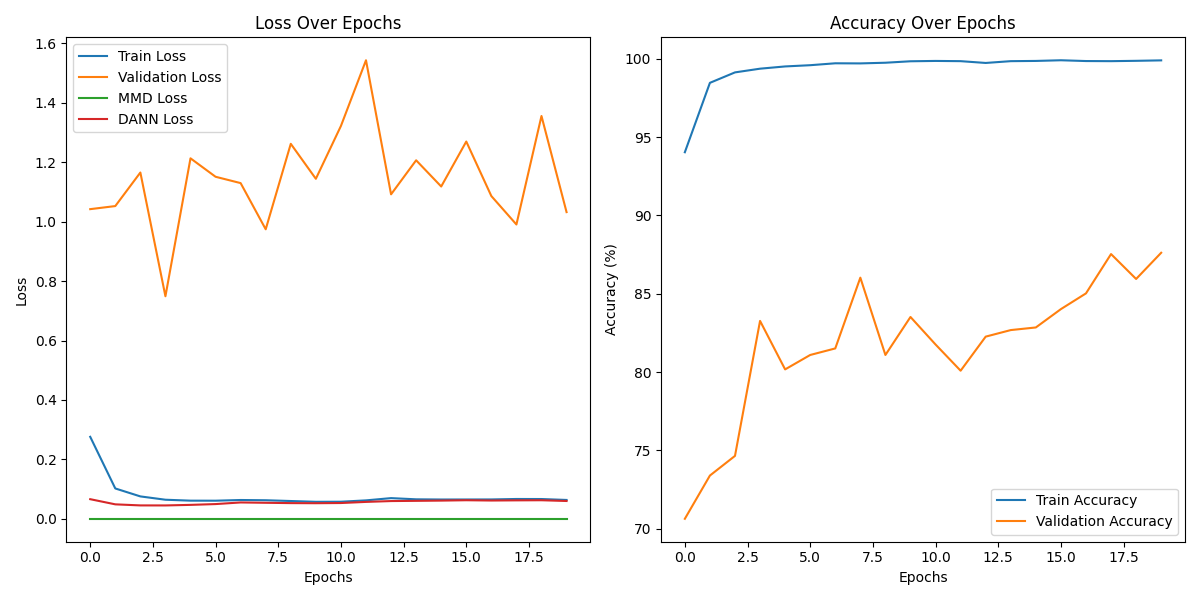 Loss Over Epochs
Train Loss
Validation Loss
MMD Loss
DANN Loss
1.6
1.4
1.2
1.0
0.8
0.6
0.4
0.2
0.0
Loss
0.0 2.5 5.0 7.5 10.0 12.5 15.0 17.5
Epochs
Accuracy Over Epochs
100
95
90
85
80
75
70
Accuracy (%)
Train Accuracy
Validation Accuracy
0.0 2.5 5.0 7.5 10.0 12.5 15.0 17.5
Epochs